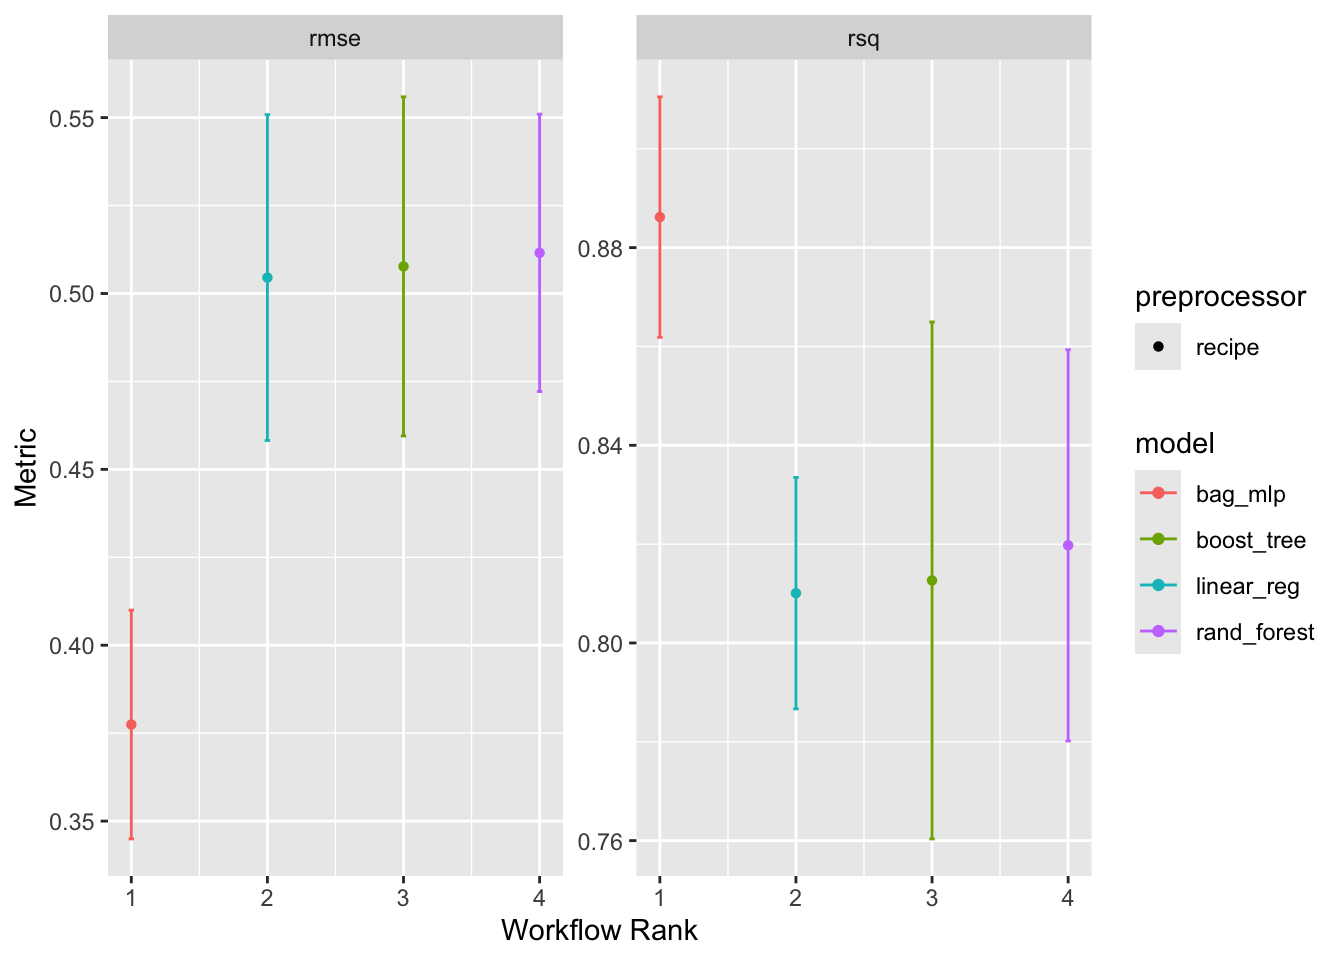 rmse
rsq
Metric
0.55
0.50
0.45
0.40
0.35
0.88
0.84
0.80
0.76
1 2 3 4
1 2 3 4
Workflow Rank
preprocessor
recipe
model
bag_mlp
boost_tree
linear_reg
rand_forest